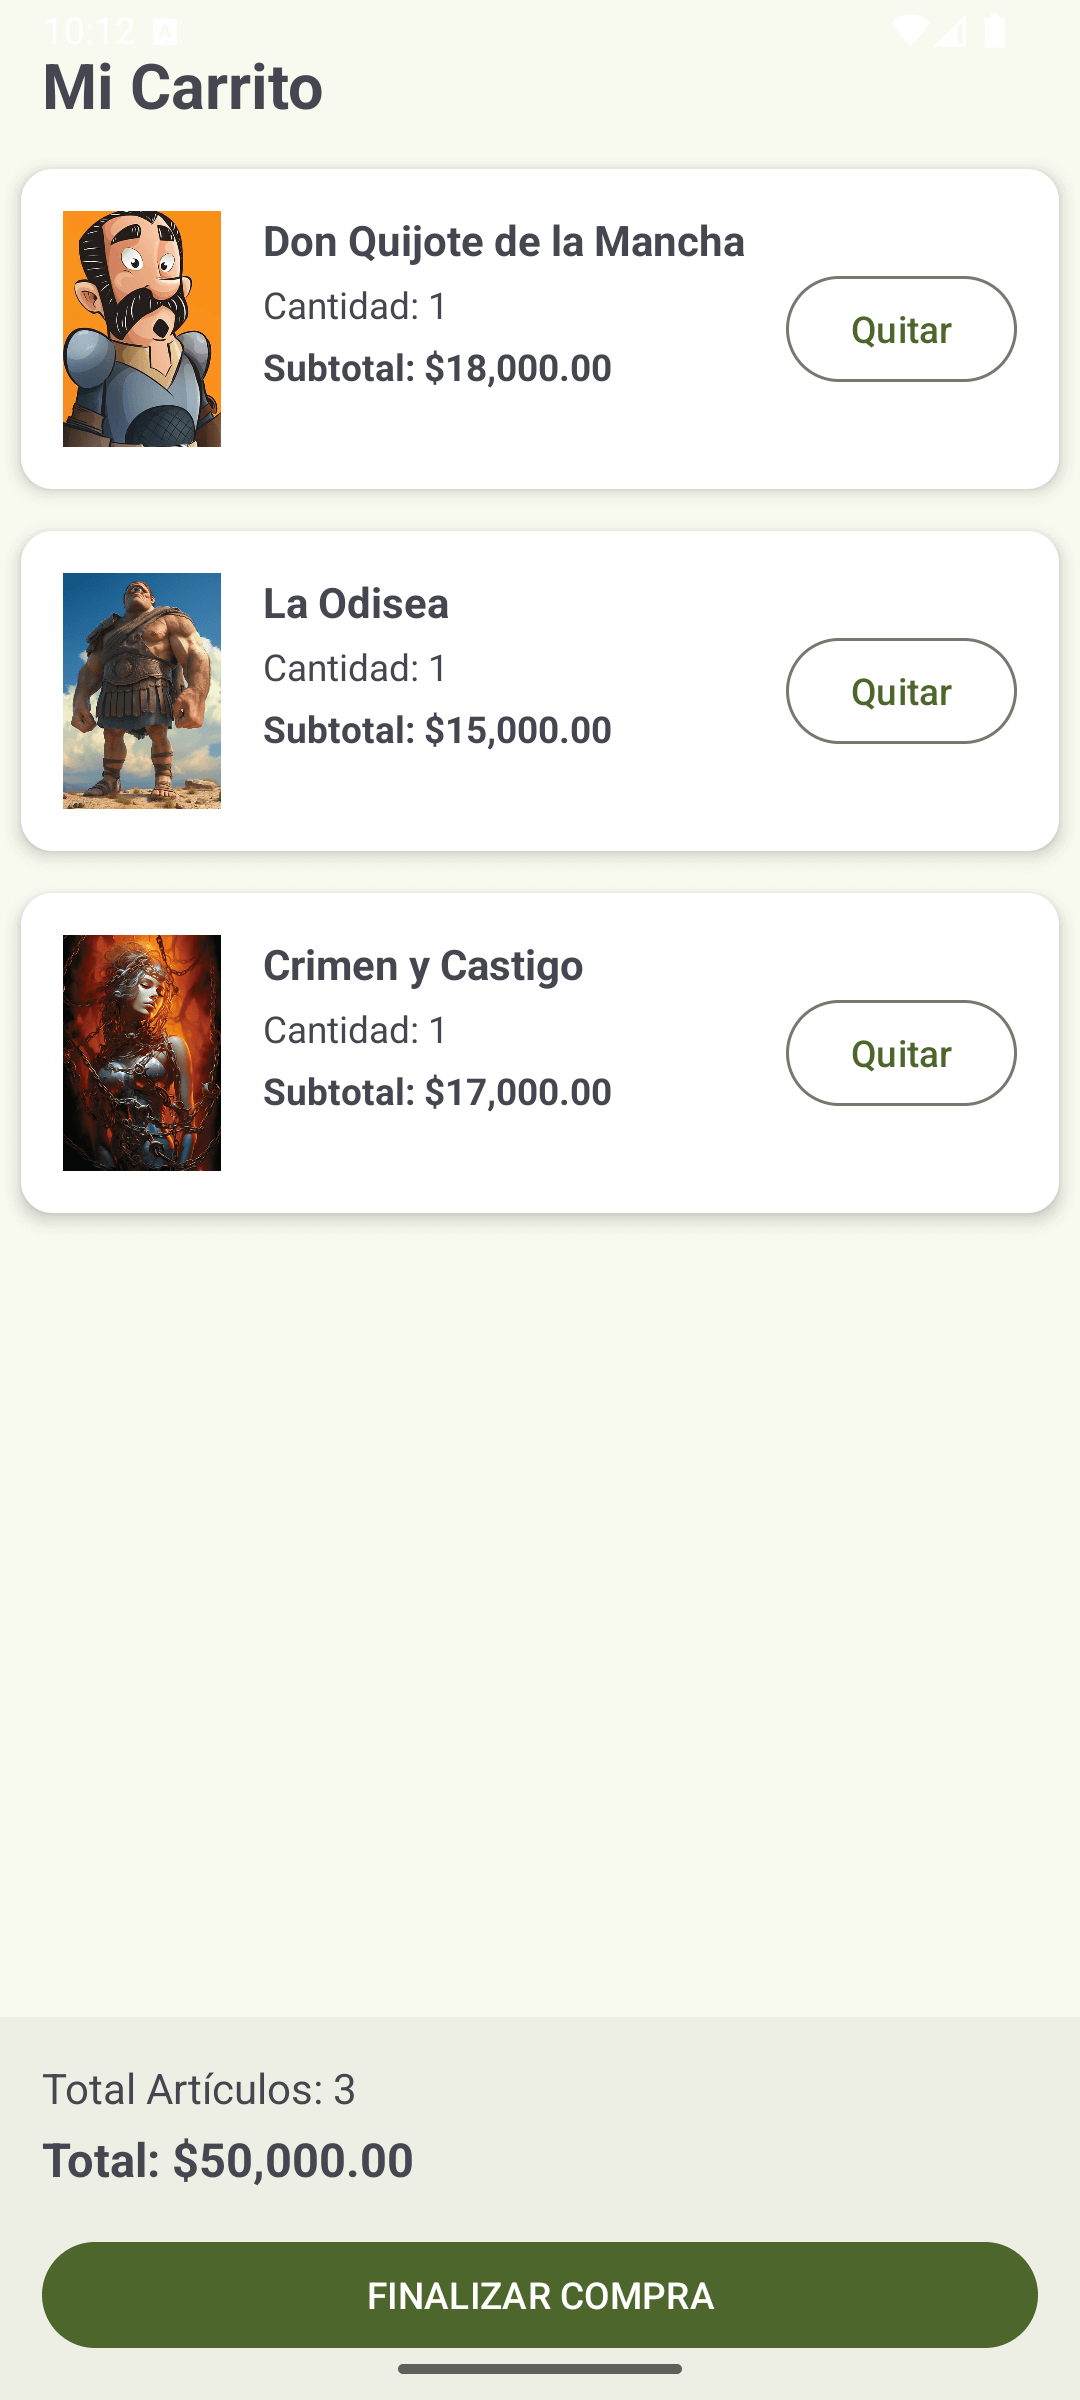 10:12
Mi Carrito
Don Quijote de la Mancha
Cantidad: 1
Subtotal: $18,000.00
Quitar
La Odisea
Cantidad: 1
Subtotal: $15,000.00
Quitar
Crimen y Castigo
Cantidad: 1
Subtotal: $17,000.00
Quitar
Total Artículos: 3
Total: $50,000.00
FINALIZAR COMPRA